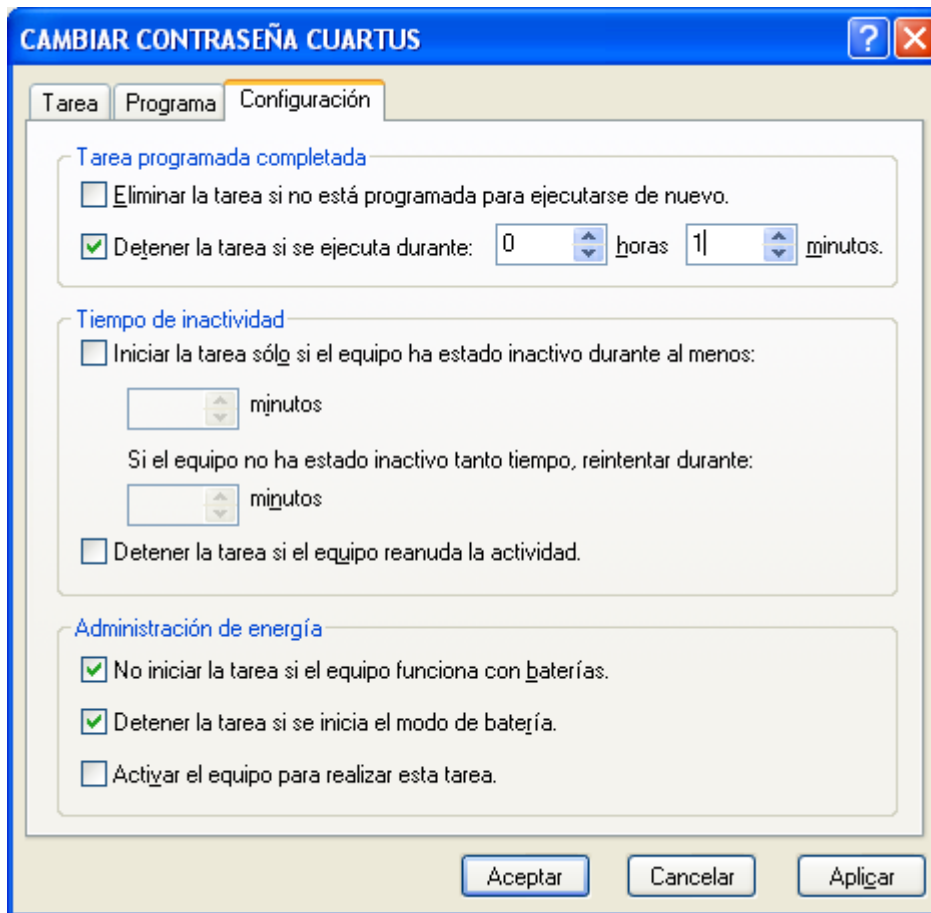 CAMBIAR CONTRASEÑA CUARTUS
Tarea Programa Configuración
Tarea programada completada
Eliminar la tarea si no está programada para ejecutarse de nuevo.
Detener la tarea si se ejecuta durante: 0 horas 1 minutos.
Tiempo de inactividad
Iniciar la tarea sólo si el equipo ha estado inactivo durante al menos:
minutos
Si el equipo no ha estado inactivo tanto tiempo, reintentar durante:
minutos
Detener la tarea si el equipo reanuda la actividad.
Administración de energía
No iniciar la tarea si el equipo funciona con baterías.
Detener la tarea si se inicia el modo de batería.
Activar el equipo para realizar esta tarea.
Aceptar Cancelar Aplicar